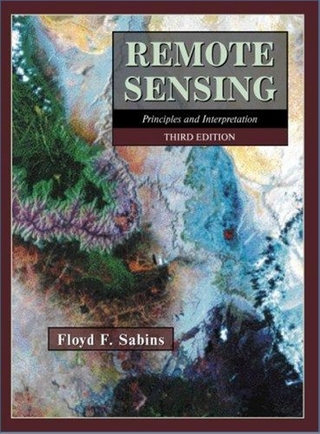 REMOTE
SENSING
Principles and Interpretation
THIRD EDITION
Floyd F. Sabins